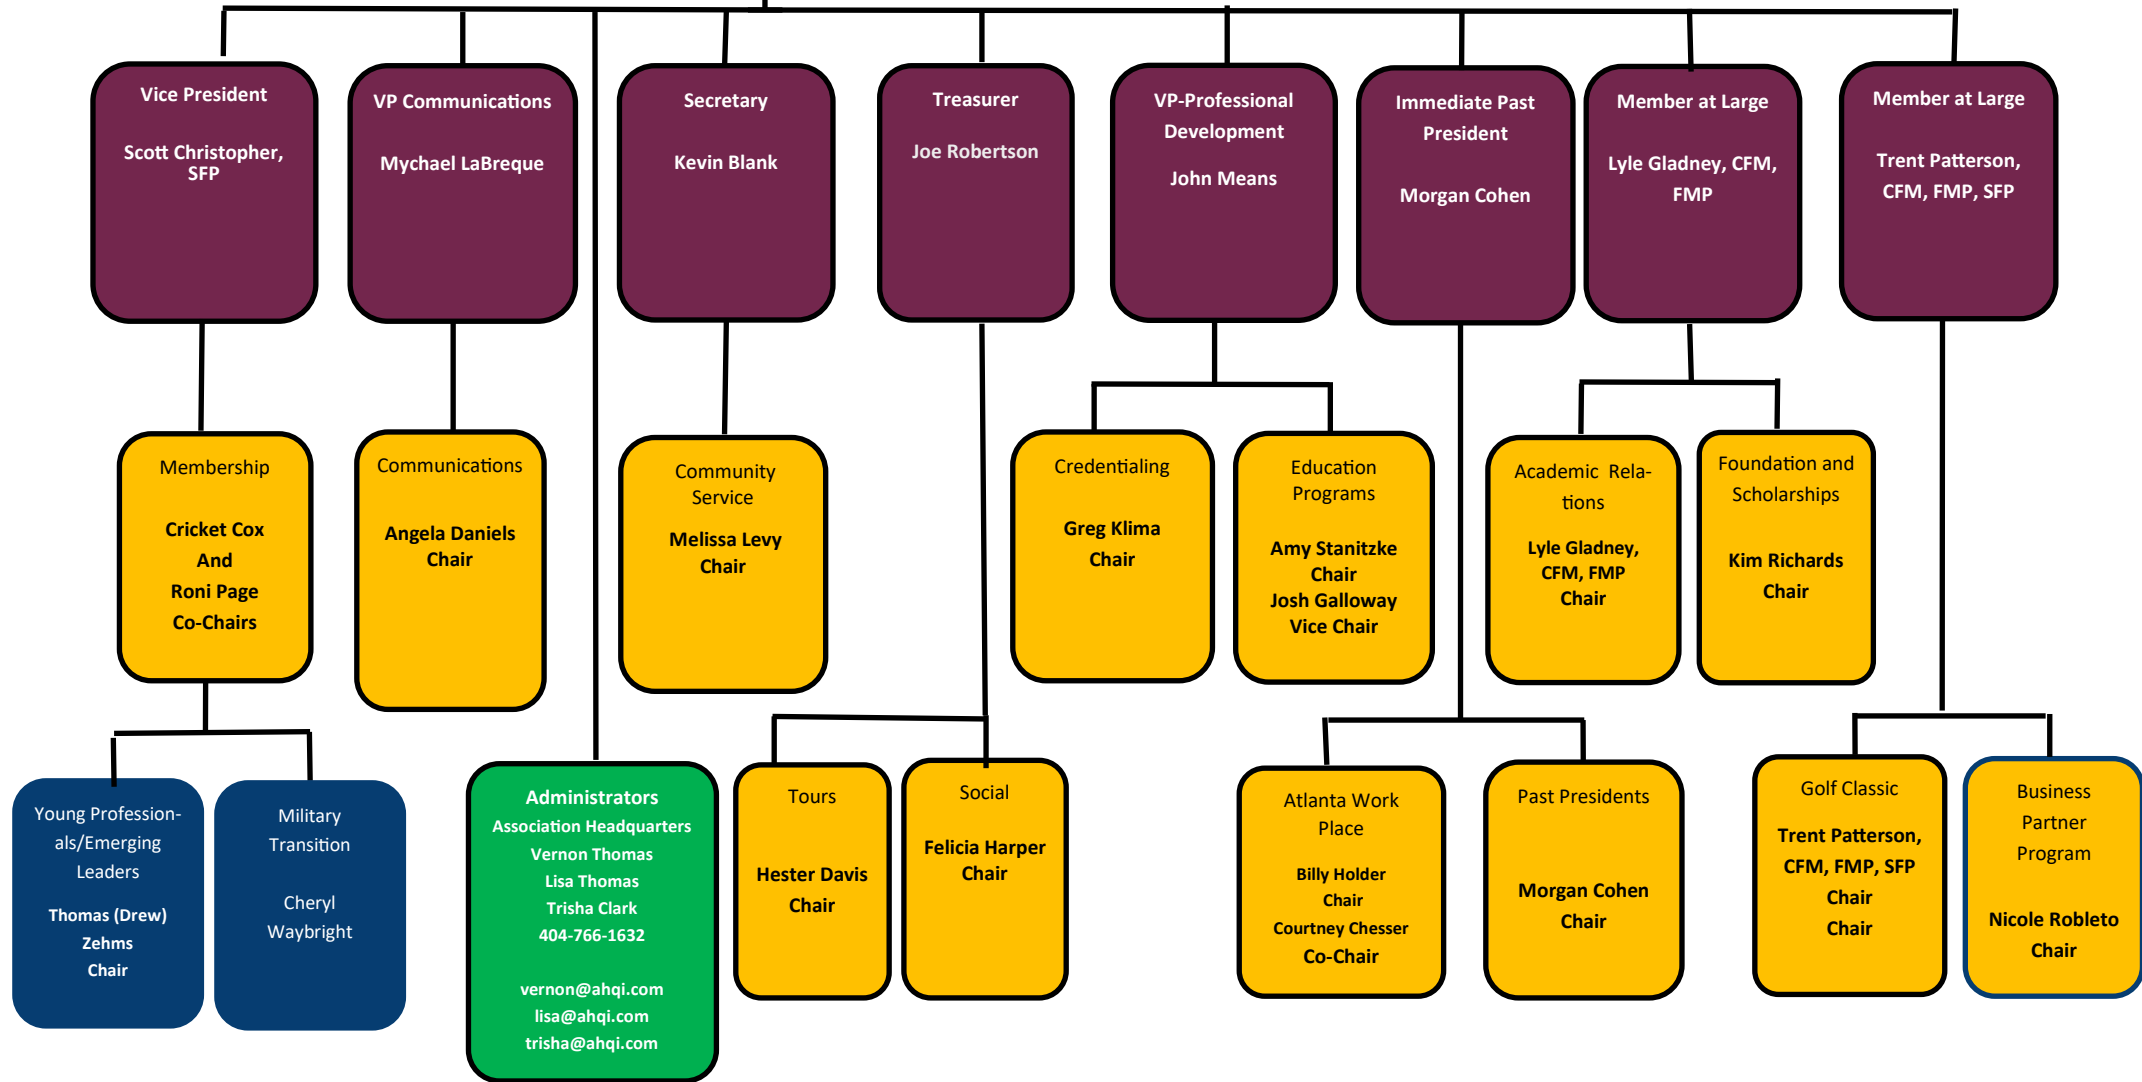 Vice President
Scott Christopher,
SFP
VP Communications
Mychael LaBreque
Secretary
Kevin Blank
Treasurer
Joe Robertson
VP-Professional
Development
John Means
Immediate Past
President
Morgan Cohen
Member at Large
Lyle Gladney, CFM,
FMP
Member at Large
Trent Patterson,
CFM, FMP, SFP
Membership
Cricket Cox
And
Roni Page
Co-Chairs
Communications
Angela Daniels
Chair
Community
Service
Melissa Levy
Chair
Credentialing
Greg Klima
Chair
Education
Programs
Amy Stanitzke
Chair
Josh Galloway
Vice Chair
Academic Rela-
tions
Lyle Gladney,
CFM, FMP
Chair
Foundation and
Scholarships
Kim Richards
Chair
Young Profession-
als/Emerging
Leaders
Thomas (Drew)
Zehms
Chair
Military
Transition
Cheryl
Waybright
Administrators
Association Headquarters
Vernon Thomas
Lisa Thomas
Trisha Clark
404-766-1632
vernon@ahqi.com
lisa@ahqi.com
trisha@ahqi.com
Tours
Hester Davis
Chair
Social
Felicia Harper
Chair
Atlanta Work
Place
Billy Holder
Chair
Courtney Chesser
Co-Chair
Past Presidents
Morgan Cohen
Chair
Golf Classic
Trent Patterson,
CFM, FMP, SFP
Chair
Chair
Business
Partner
Program
Nicole Robleto
Chair